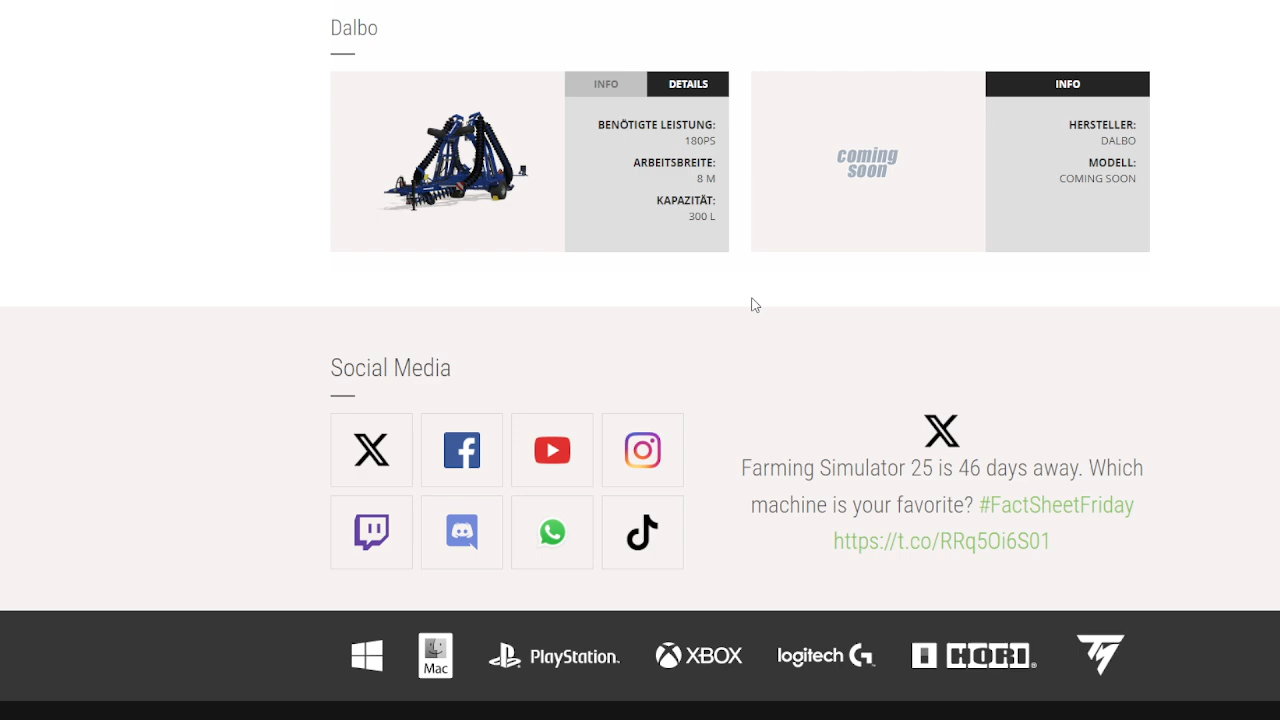 Dalbo
INFO
DETAILS
BENÖTIGTE LEISTUNG:
180PS
ARBEITSBREITE:
8 M
KAPAZITÄT:
300 L
coming
soon
INFO
HERSTELLER:
DALBO
MODELL:
COMING SOON
Social Media
Farming Simulator 25 is 46 days away. Which
machine is your favorite? #FactSheetFriday
https://t.co/RRq5Oi6S01
Mac
PlayStation.
XBOX
logitech G
HORI